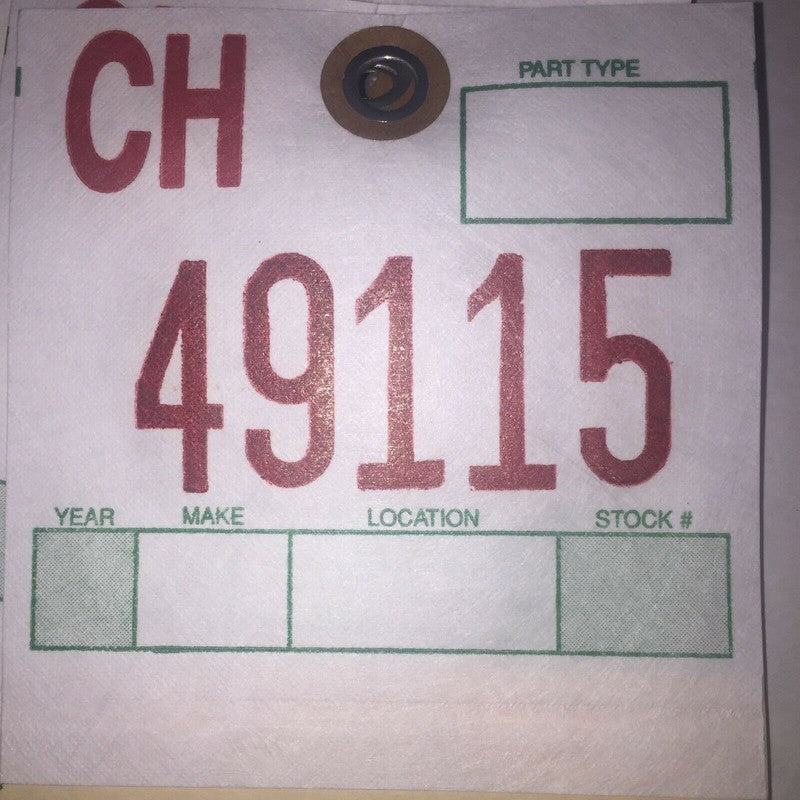 CH
PART TYPE
49115
YEAR MAKE LOCATION STOCK #